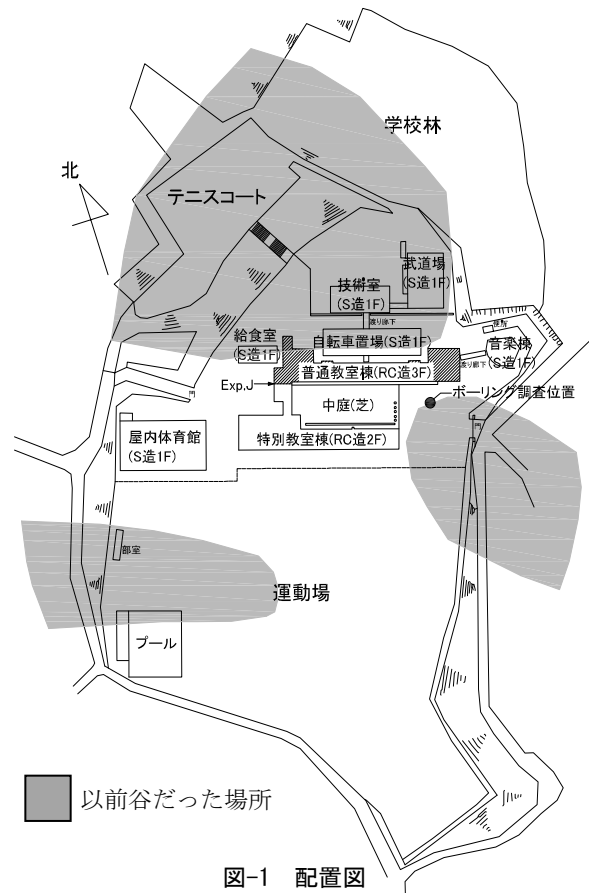 学校林
北
テニスコート
武道場
(S造1F)
技術室
(S造1F)
渡り廊下
便所
給食室
(S造1F)
自転車置場(S造1F)
音楽棟
(S造1F)
渡り廊下
普通教室棟(RC造3F)
Exp.J
ボーリング調査位置
中庭(芝)
門
門
屋内体育館
(S造1F)
特別教室棟(RC造2F)
部室
運動場
プール
以前谷だった場所
図-1 配置図